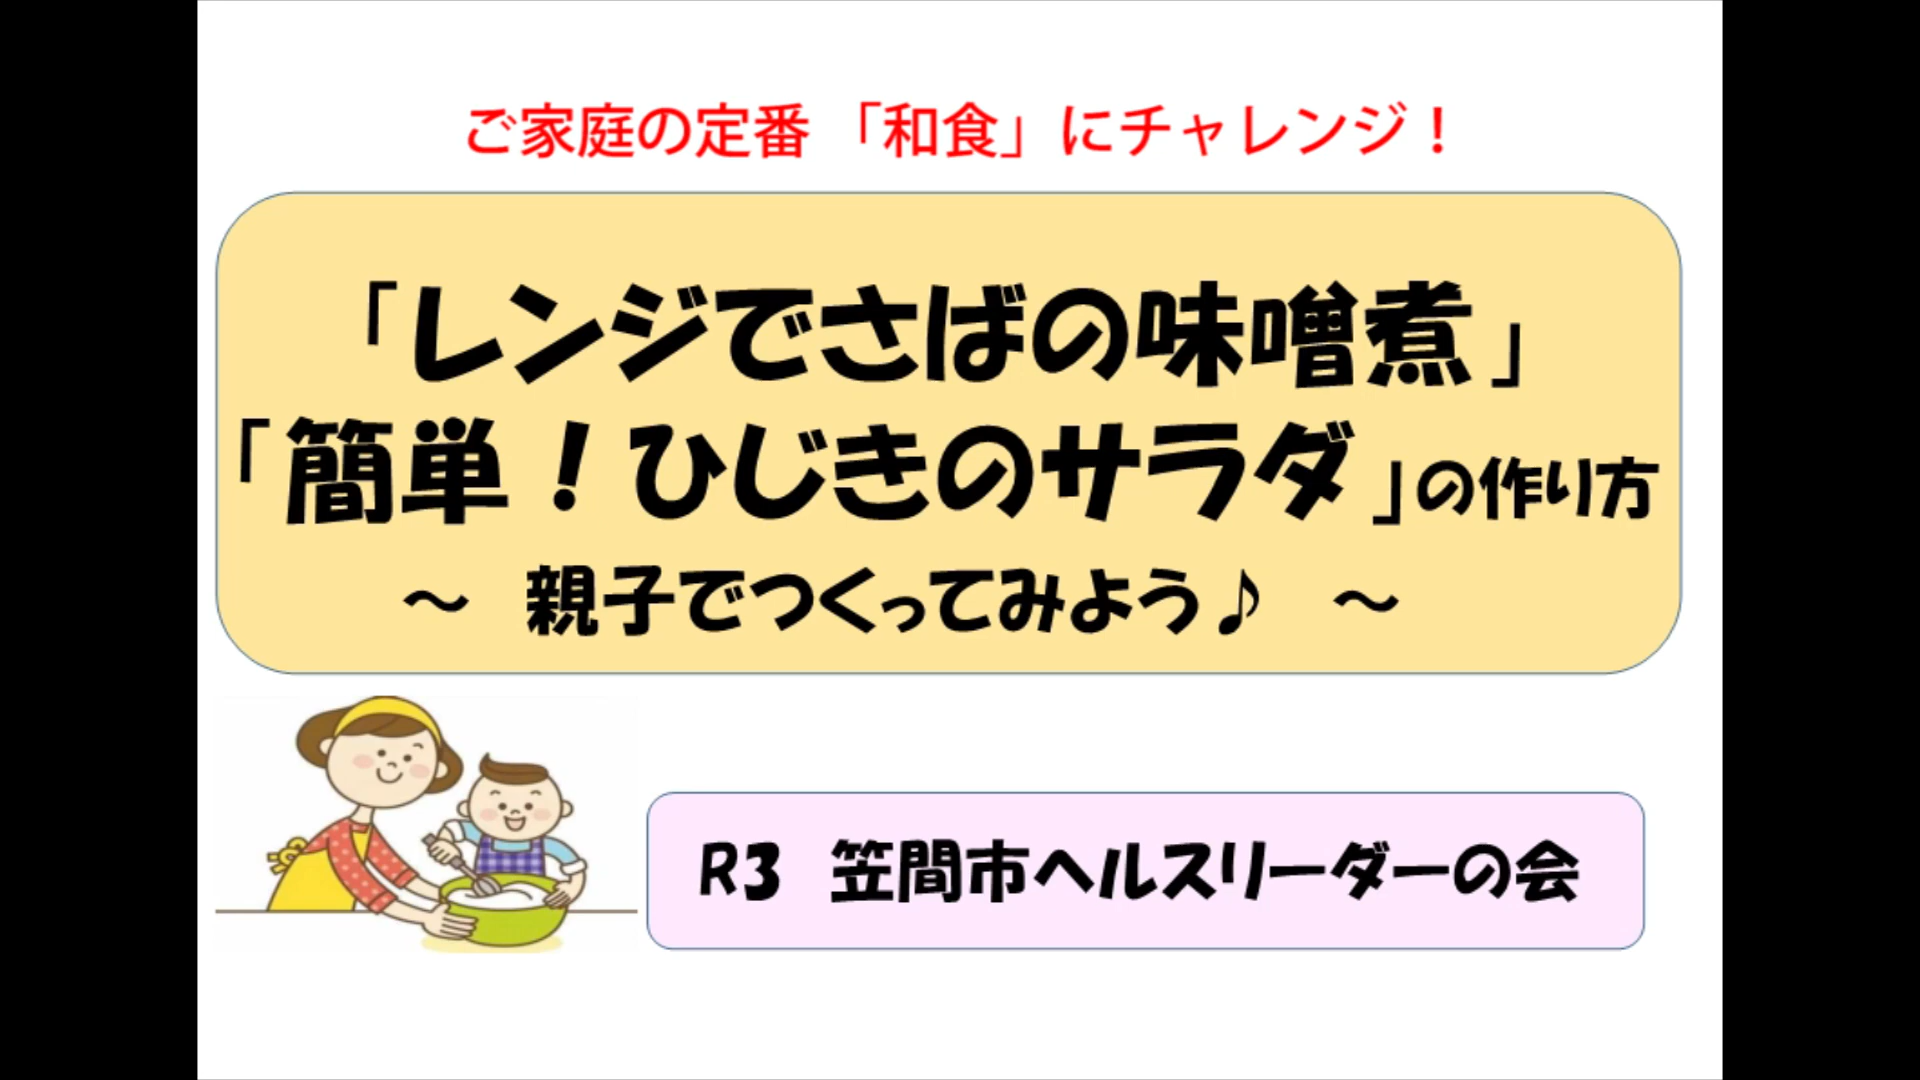 ご家庭の定番 「和食」にチャレンジ！
「レンジでさばの味噌煮」
「簡単！ひじきのサラダ」の作り方
～　親子でつくってみよう♪　～
R3　笠間市ヘルスリーダーの会